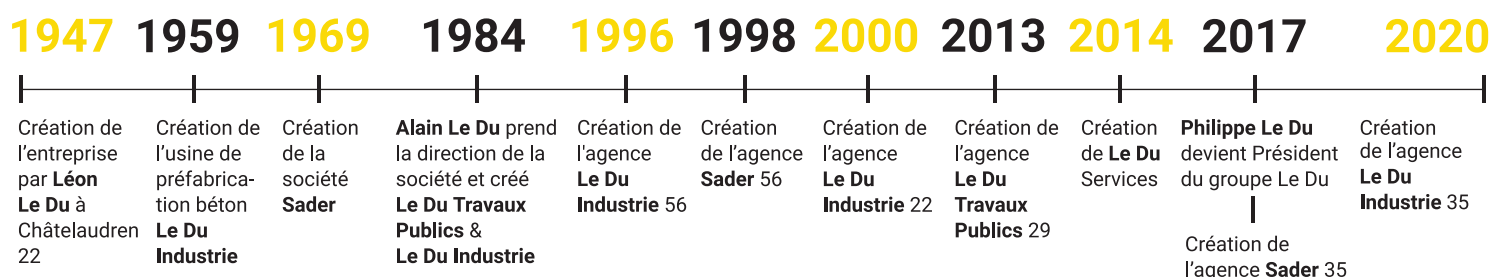 1947 1959 1969 1984 1996 1998 2000 2013 2014 2017 2020
Création de
l’entreprise
par Léon
Le Du à
Châtelaudren
22
Création de
l’usine de
préfabrica-
tion béton
Le Du
Industrie
Création
de la
société
Sader
Alain Le Du prend
la direction de la
société et créé
Le Du Travaux
Publics &
Le Du Industrie
Création de
l'agence
Le Du
Industrie 56
Création
de l’agence
Sader 56
Création de
l’agence
Le Du
Industrie 22
Création de
l’agence
Le Du
Travaux
Publics 29
Création
de Le Du
Services
Philippe Le Du
devient Président
du groupe Le Du
Création de
l’agence Sader 35
Création
de l’agence
Le Du
Industrie 35